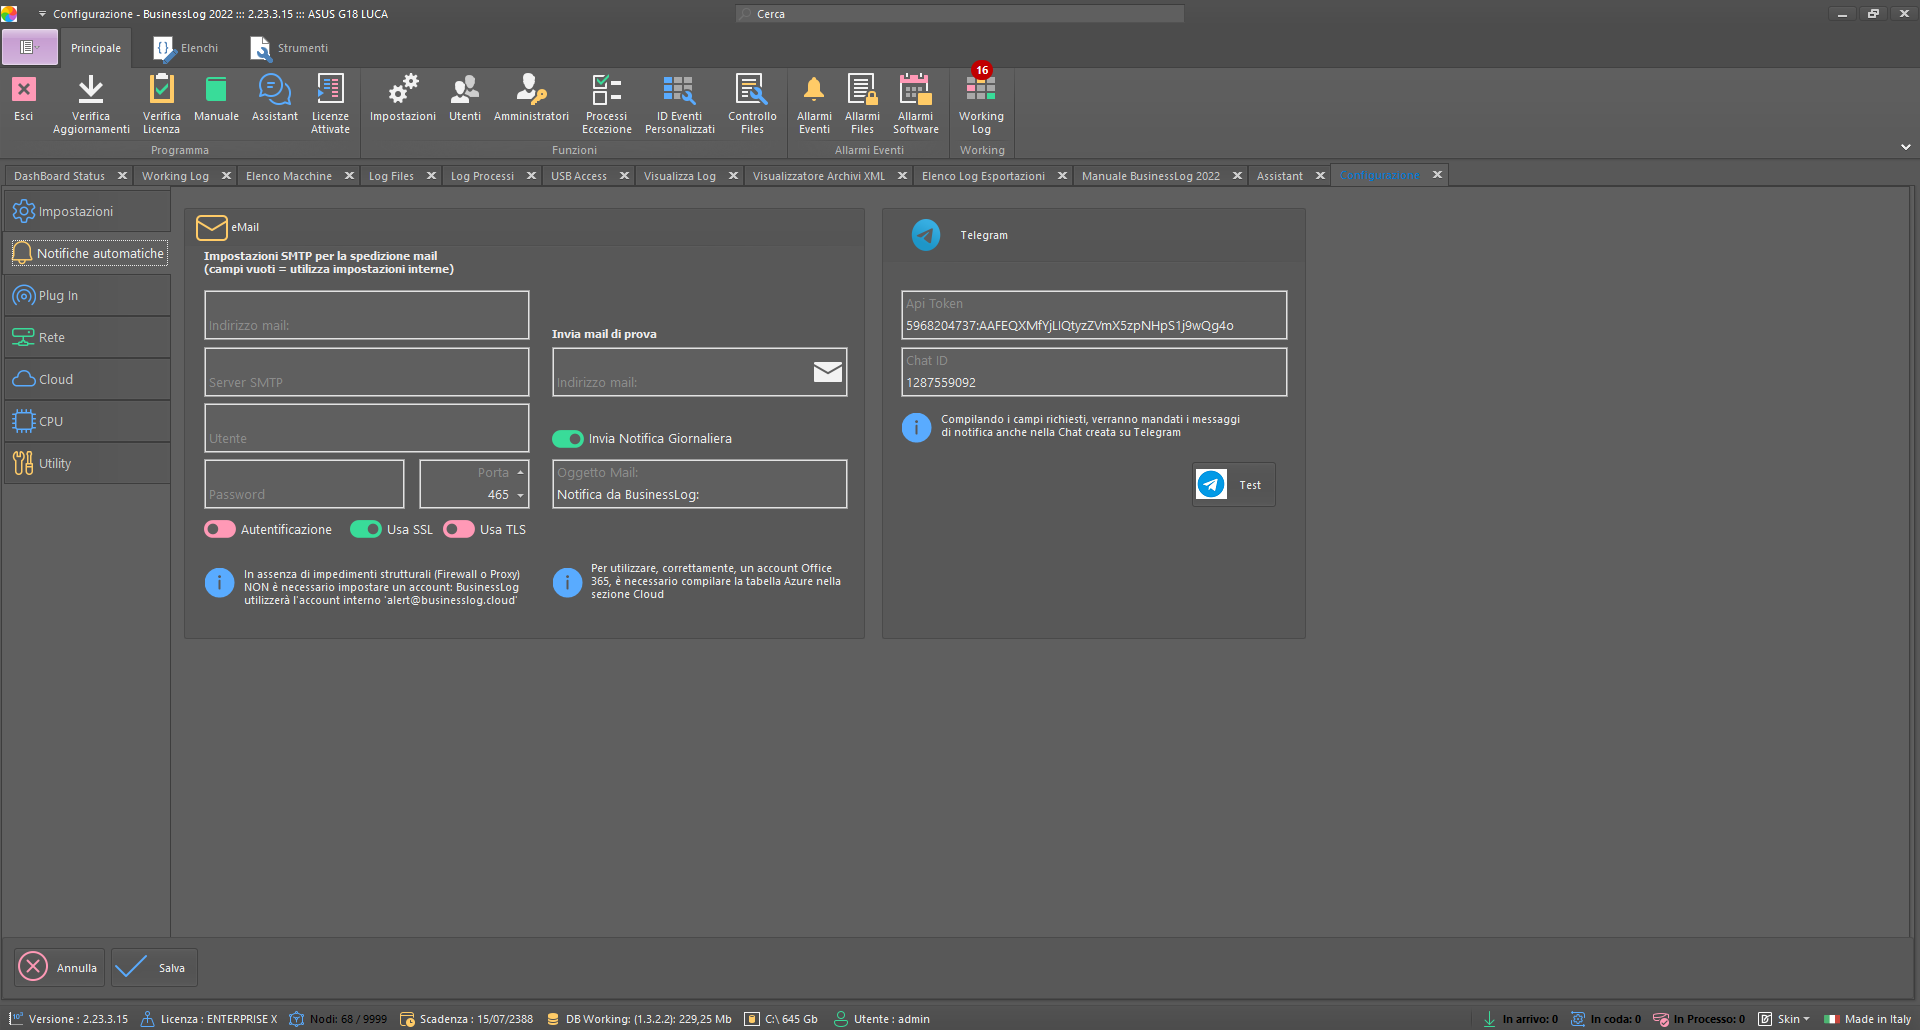 Configurazione - BusinessLog 2022 ::: 2.23.3.15 ::: ASUS G18 LUCA
Cerca
Principale
Elenchi
Strumenti
Esci
Verifica Aggiornamenti
Verifica Licenza
Manuale
Assistant
Licenze Attivate
Programma
Impostazioni
Utenti
Amministratori
Processi Eccezione
ID Eventi Personalizzati
Controllo Files
Funzioni
Allarmi Eventi
Allarmi Files
Allarmi Software
Allarmi Eventi
16
Working Log
Working
DashBoard Status
Working Log
Elenco Macchine
Log Files
Log Processi
USB Access
Visualizza Log
Visualizzatore Archivi XML
Elenco Log Esportazioni
Manuale BusinessLog 2022
Assistant
Configurazione
Impostazioni
Notifiche automatiche
Plug In
Rete
Cloud
CPU
Utility
eMail
Impostazioni SMTP per la spedizione mail
(campi vuoti = utilizza impostazioni interne)
Indirizzo mail:
Server SMTP
Utente
Password
Porta
465
Autentificazione
Usa SSL
Usa TLS
In assenza di impedimenti strutturali (Firewall o Proxy)
NON è necessario impostare un account: BusinessLog
utilizzerà l'account interno 'alert@businesslog.cloud'
Invia mail di prova
Indirizzo mail:
Invia Notifica Giornaliera
Oggetto Mail:
Notifica da BusinessLog:
Per utilizzare, correttamente, un account Office
365, è necessario compilare la tabella Azure nella
sezione Cloud
Telegram
Api Token
5968204737:AAFEQXMfYjLIQtyzZVmX5zpNHpS1j9wQg4o
Chat ID
1287559092
Compilando i campi richiesti, verranno mandati i messaggi
di notifica anche nella Chat creata su Telegram
Test
Annulla
Salva
Versione : 2.23.3.15
Licenza : ENTERPRISE X
Nodi: 68 / 9999
Scadenza : 15/07/2388
DB Working: (1.3.2.2): 229,25 Mb
C:\ 645 Gb
Utente : admin
In arrivo: 0
In coda: 0
In Processo: 0
Skin
Made in Italy